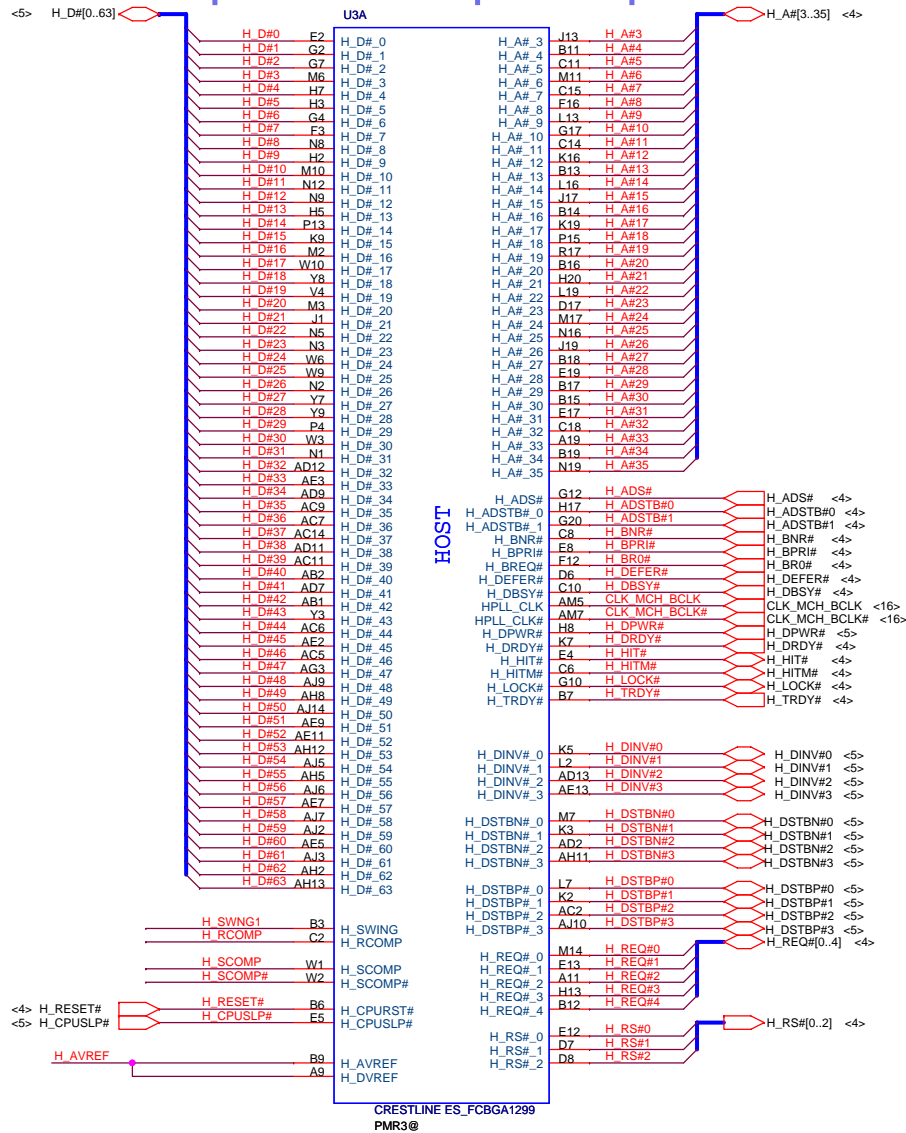 <5> H_D#[0..63]
U3A
H_A#[3..35] <4>
H_D#0 E2 H_D#_0 H_A#_3 J13 H_A#3
H_D#1 G2 H_D#_1 H_A#_4 B11 H_A#4
H_D#2 G7 H_D#_2 H_A#_5 C11 H_A#5
H_D#3 M6 H_D#_3 H_A#_6 M11 H_A#6
H_D#4 H7 H_D#_4 H_A#_7 C15 H_A#7
H_D#5 H3 H_D#_5 H_A#_8 F16 H_A#8
H_D#6 G4 H_D#_6 H_A#_9 L13 H_A#9
H_D#7 F3 H_D#_7 H_A#_10 G17 H_A#10
H_D#8 N8 H_D#_8 H_A#_11 C14 H_A#11
H_D#9 H2 H_D#_9 H_A#_12 K16 H_A#12
H_D#10 M10 H_D#_10 H_A#_13 B13 H_A#13
H_D#11 N12 H_D#_11 H_A#_14 L16 H_A#14
H_D#12 N9 H_D#_12 H_A#_15 J17 H_A#15
H_D#13 H5 H_D#_13 H_A#_16 B14 H_A#16
H_D#14 P13 H_D#_14 H_A#_17 K19 H_A#17
H_D#15 K9 H_D#_15 H_A#_18 P15 H_A#18
H_D#16 M2 H_D#_16 H_A#_19 R17 H_A#19
H_D#17 W10 H_D#_17 H_A#_20 B16 H_A#20
H_D#18 Y8 H_D#_18 H_A#_21 H20 H_A#21
H_D#19 V4 H_D#_19 H_A#_22 L19 H_A#22
H_D#20 M3 H_D#_20 H_A#_23 D17 H_A#23
H_D#21 J1 H_D#_21 H_A#_24 M17 H_A#24
H_D#22 N5 H_D#_22 H_A#_25 N16 H_A#25
H_D#23 N3 H_D#_23 H_A#_26 J19 H_A#26
H_D#24 W6 H_D#_24 H_A#_27 B18 H_A#27
H_D#25 W9 H_D#_25 H_A#_28 E19 H_A#28
H_D#26 N2 H_D#_26 H_A#_29 B17 H_A#29
H_D#27 Y7 H_D#_27 H_A#_30 B15 H_A#30
H_D#28 Y9 H_D#_28 H_A#_31 E17 H_A#31
H_D#29 P4 H_D#_29 H_A#_32 C18 H_A#32
H_D#30 W3 H_D#_30 H_A#_33 A19 H_A#33
H_D#31 N1 H_D#_31 H_A#_34 B19 H_A#34
H_D#32 AD12 H_D#_32 H_A#_35 N19 H_A#35
H_D#33 AE3 H_D#_33
H_D#34 AD9 H_D#_34 H_ADS# G12 H_ADS# H_ADS# <4>
H_D#35 AC9 H_D#_35 H_ADSTB#_0 H17 H_ADSTB#0 H_ADSTB#0 <4>
H_D#36 AC7 H_D#_36 H_ADSTB#_1 G20 H_ADSTB#1 H_ADSTB#1 <4>
H_D#37 AC14 H_D#_37 H_BNR# C8 H_BNR# H_BNR# <4>
H_D#38 AD11 H_D#_38 H_BPRI# E8 H_BPRI# H_BPRI# <4>
H_D#39 AC11 H_D#_39 H_BREQ# F12 H_BR0# H_BR0# <4>
H_D#40 AB2 H_D#_40 H_DEFER# D6 H_DEFER# H_DEFER# <4>
H_D#41 AD7 H_D#_41 H_DBSY# C10 H_DBSY# H_DBSY# <4>
H_D#42 AB1 H_D#_42 HPLL_CLK AM5 CLK_MCH_BCLK CLK_MCH_BCLK <16>
H_D#43 Y3 H_D#_43 HPLL_CLK# AM7 CLK_MCH_BCLK# CLK_MCH_BCLK# <16>
H_D#44 AC6 H_D#_44 H_DPWR# H8 H_DPWR# H_DPWR# <5>
H_D#45 AE2 H_D#_45 H_DRDY# K7 H_DRDY# H_DRDY# <4>
H_D#46 AC5 H_D#_46 H_HIT# E4 H_HIT# H_HIT# <4>
H_D#47 AG3 H_D#_47 H_HITM# C6 H_HITM# H_HITM# <4>
H_D#48 AJ9 H_D#_48 H_LOCK# G10 H_LOCK# H_LOCK# <4>
H_D#49 AH8 H_D#_49 H_TRDY# B7 H_TRDY# H_TRDY# <4>
HOST
H_D#50 AJ14 H_D#_50
H_D#51 AE9 H_D#_51
H_D#52 AE11 H_D#_52
H_D#53 AH12 H_D#_53 H_DINV#_0 K5 H_DINV#0 H_DINV#0 <5>
H_D#54 AJ5 H_D#_54 H_DINV#_1 L2 H_DINV#1 H_DINV#1 <5>
H_D#55 AH5 H_D#_55 H_DINV#_2 AD13 H_DINV#2 H_DINV#2 <5>
H_D#56 AJ6 H_D#_56 H_DINV#_3 AE13 H_DINV#3 H_DINV#3 <5>
H_D#57 AE7 H_D#_57
H_D#58 AJ7 H_D#_58 H_DSTBN#_0 M7 H_DSTBN#0 H_DSTBN#0 <5>
H_D#59 AJ2 H_D#_59 H_DSTBN#_1 K3 H_DSTBN#1 H_DSTBN#1 <5>
H_D#60 AE5 H_D#_60 H_DSTBN#_2 AD2 H_DSTBN#2 H_DSTBN#2 <5>
H_D#61 AJ3 H_D#_61 H_DSTBN#_3 AH11 H_DSTBN#3 H_DSTBN#3 <5>
H_D#62 AH2 H_D#_62
H_D#63 AH13 H_D#_63 H_DSTBP#_0 L7 H_DSTBP#0 H_DSTBP#0 <5>
H_DSTBP#_1 K2 H_DSTBP#1 H_DSTBP#1 <5>
H_DSTBP#_2 AC2 H_DSTBP#2 H_DSTBP#2 <5>
H_SWNG1 B3 H_SWING H_DSTBP#_3 AJ10 H_DSTBP#3 H_DSTBP#3 <5>
H_RCOMP C2 H_RCOMP H_REQ#[0..4] <4>
H_REQ#_0 M14 H_REQ#0
H_SCOMP W1 H_SCOMP H_REQ#_1 E13 H_REQ#1
H_SCOMP# W2 H_SCOMP# H_REQ#_2 A11 H_REQ#2
H_REQ#_3 H13 H_REQ#3
<4> H_RESET# H_RESET# B6 H_CPURST# H_REQ#_4 B12 H_REQ#4
<5> H_CPUSLP# H_CPUSLP# E5 H_CPUSLP# H_RS#[0..2] <4>
H_RS#_0 E12 H_RS#0
H_RS#_1 D7 H_RS#1
H_AVREF B9 H_AVREF H_RS#_2 D8 H_RS#2
A9 H_DVREF
CRESTLINE ES_FCBGA1299
PMR3@